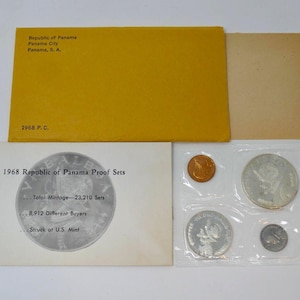 Republic of Panama
Panama City
Panama, R. A.
1968 P.C.
1968 Republic of Panama Proof Sets
... Total Mintage—23,210 Sets
... 8,912 Different Buyers
... Struck at U.S. Mint